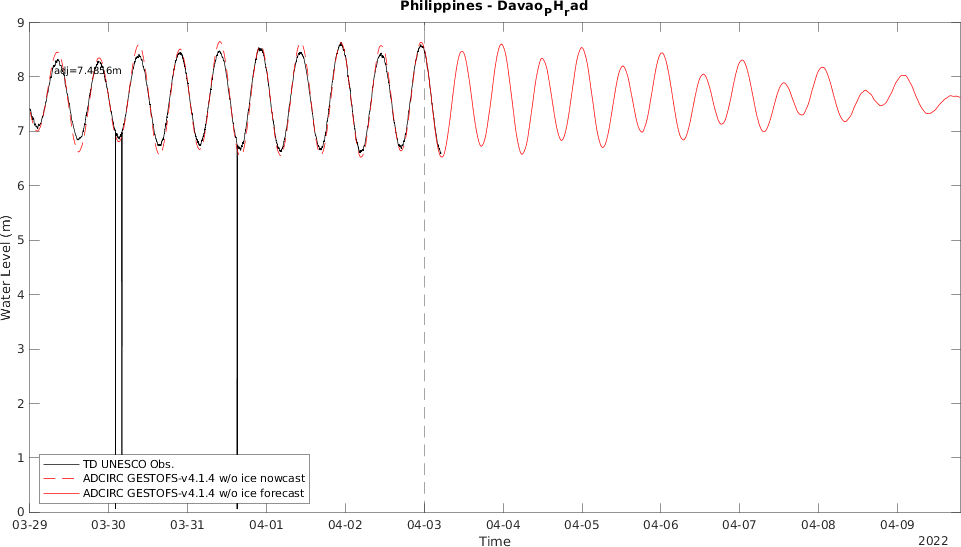 Philippines - DavaoPHrad
9
8
7
6
5
4
3
2
1
0
Water Level (m)
adj=7.4856m
TD UNESCO Obs.
ADCIRC GESTOFS-v4.1.4 w/o ice nowcast
ADCIRC GESTOFS-v4.1.4 w/o ice forecast
03-29 03-30 03-31 04-01 04-02 04-03 04-04 04-05 04-06 04-07 04-08 04-09
Time
2022